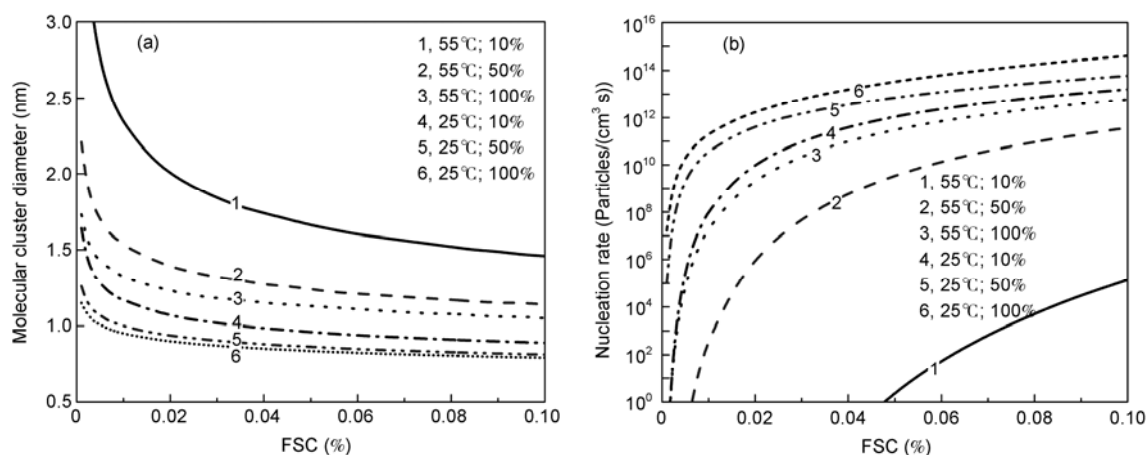 (a)
1, 55℃; 10%
2, 55℃; 50%
3, 55℃; 100%
4, 25℃; 10%
5, 25℃; 50%
6, 25℃; 100%
3.0
2.5
2.0
1.5
1.0
0.5
Molecular cluster diameter (nm)
1
2
3
4
5
6
0 0.02 0.04 0.06 0.08 0.10
FSC (%)
(b)
10¹⁶
10¹⁴
10¹²
10¹⁰
10⁸
10⁶
10⁴
10²
10⁰
Nucleation rate (Particles/(cm³ s))
6
5
4
3
2
1
1, 55℃; 10%
2, 55℃; 50%
3, 55℃; 100%
4, 25℃; 10%
5, 25℃; 50%
6, 25℃; 100%
0 0.02 0.04 0.06 0.08 0.10
FSC (%)